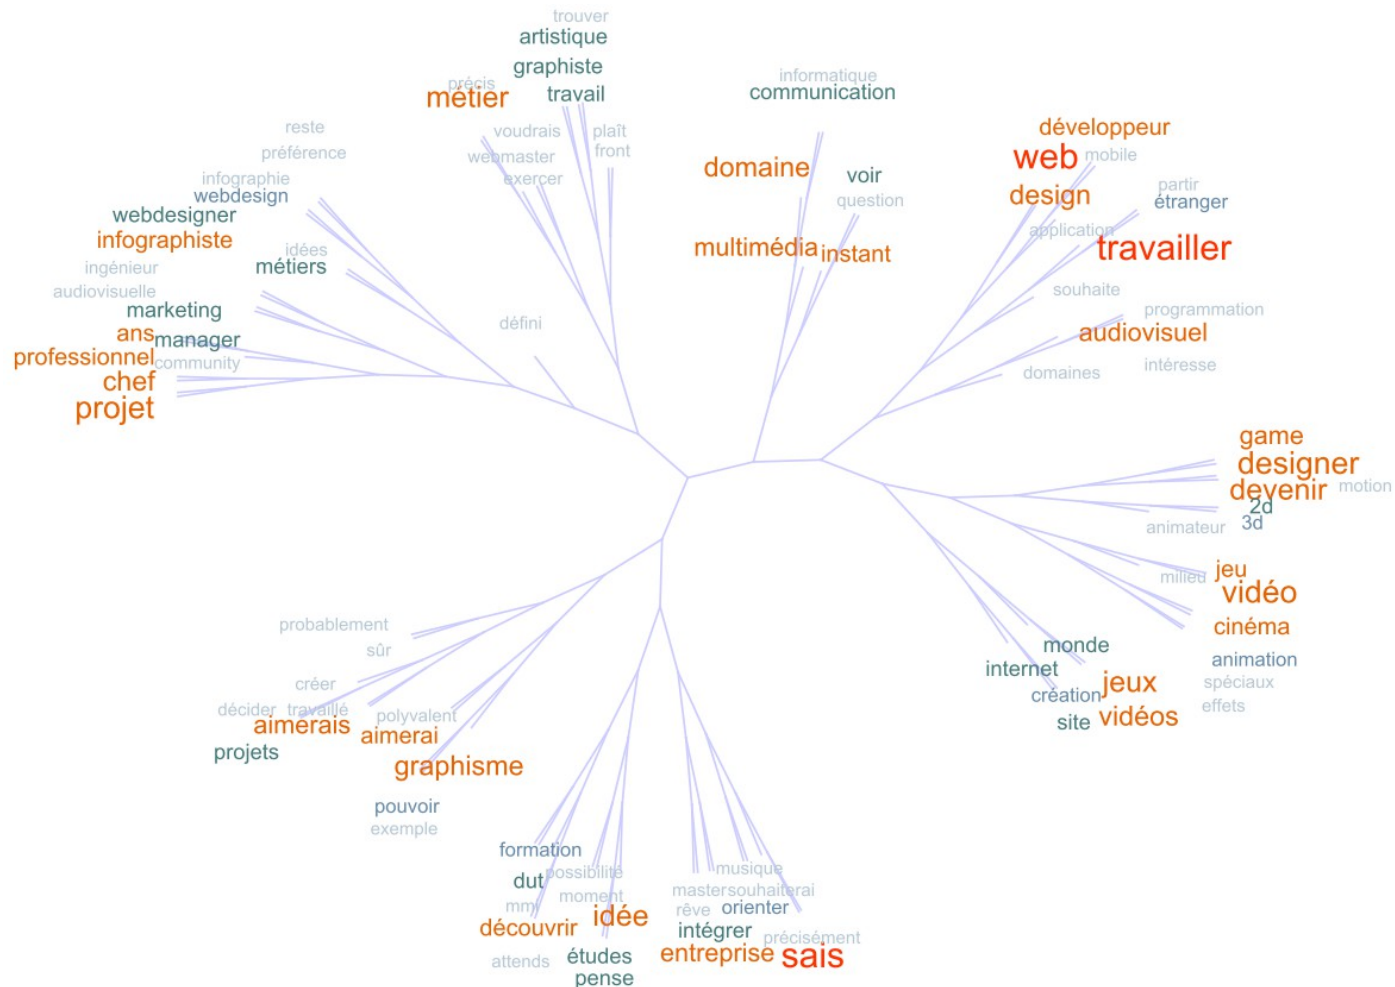 trouver
artistique
graphiste
travail
précis
métier
voudrais
plaît
webmaster
front
exercer
reste
préférence
infographie
webdesign
webdesigner
infographiste
idées
métiers
ingénieur
audiovisuelle
marketing
ans
manager
professionnel
community
chef
projet
défini
informatique
communication
domaine
voir
question
multimédia
instant
développeur
web
mobile
design
partir
étranger
application
travailler
souhaite
programmation
audiovisuel
domaines
intéresse
game
designer
devenir
motion
2d
3d
animateur
jeu
milieu
vidéo
cinéma
animation
spéciaux
effets
monde
internet
jeux
création
site
vidéos
probablement
sûr
créer
décider
travaillé
aimerais
projets
polyvalent
aimerai
graphisme
pouvoir
exemple
formation
dut
possibilité
mmi
moment
découvrir
idée
attends
études
pense
musique
master
souhaiterai
rêve
orienter
intégrer
précisément
entreprise
sais